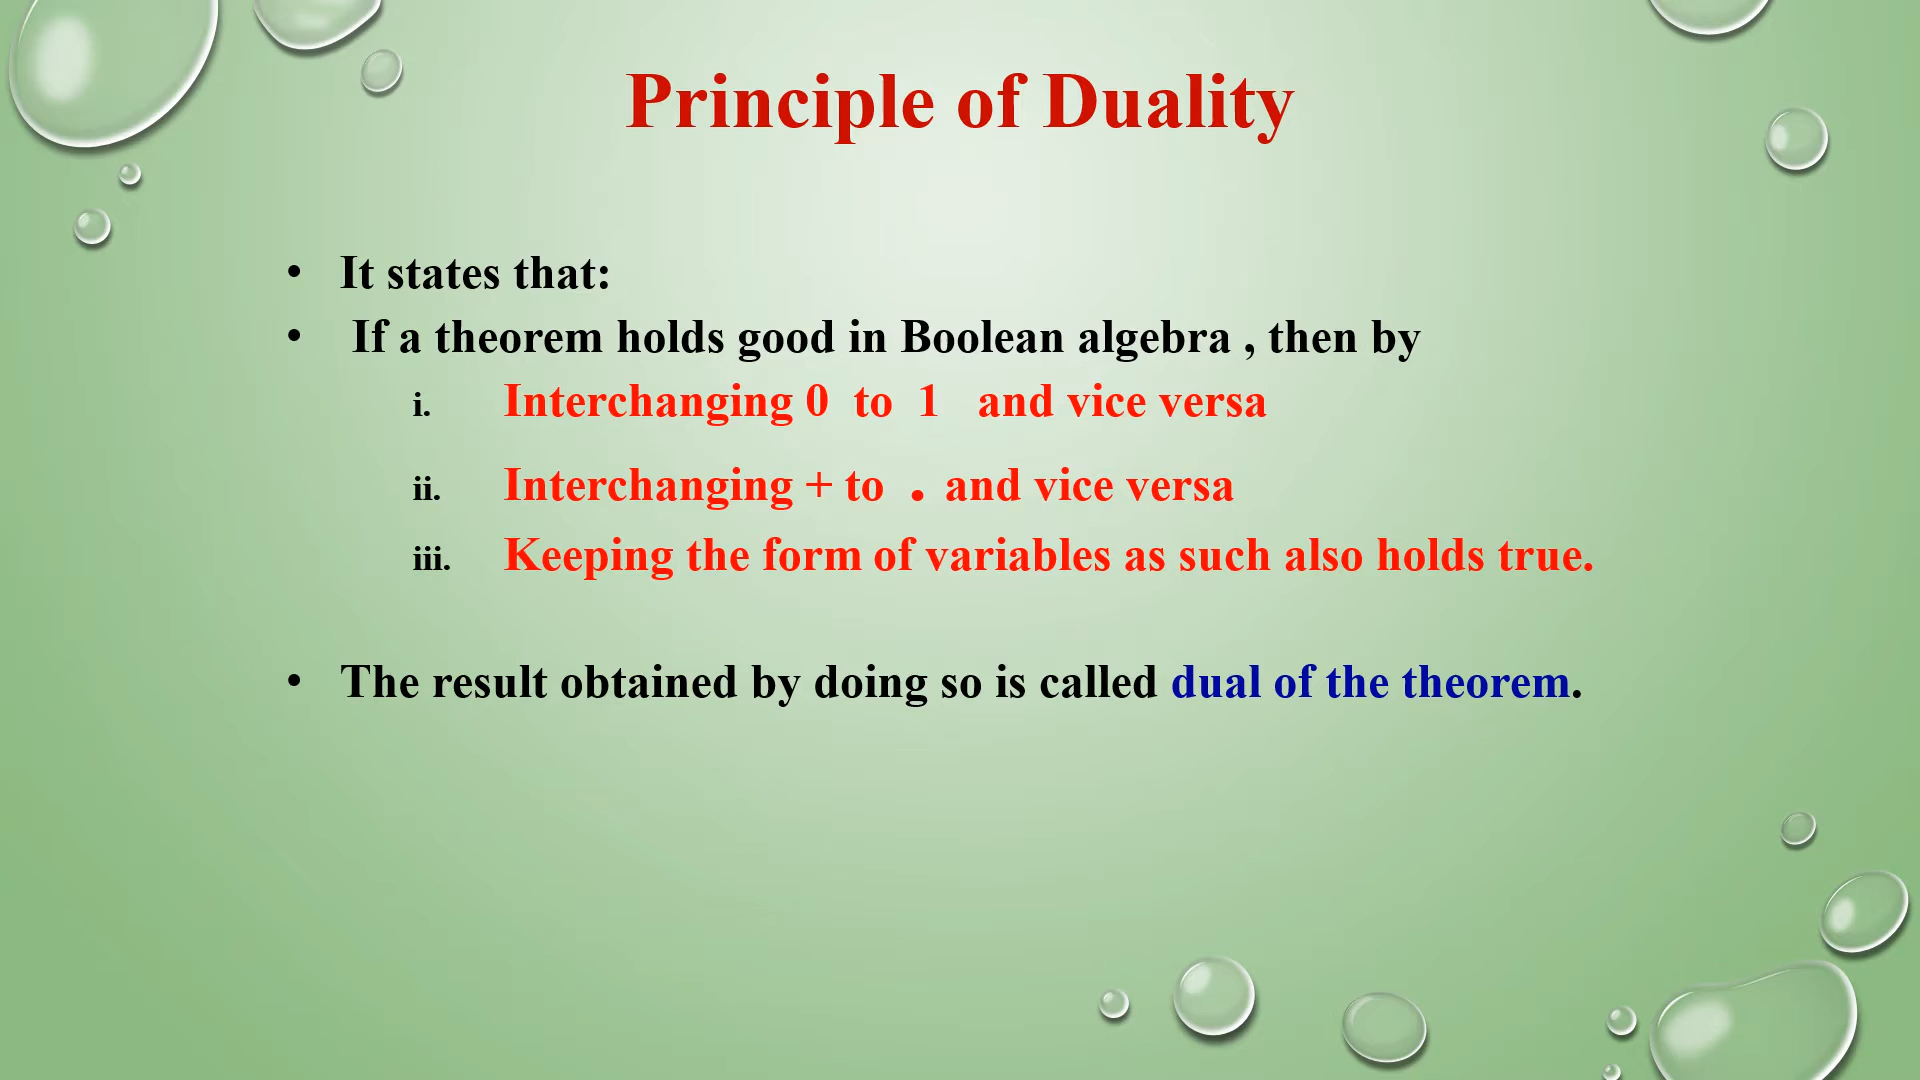 Principle of Duality
• It states that:
• If a theorem holds good in Boolean algebra , then by
i. Interchanging 0 to 1 and vice versa
ii. Interchanging + to . and vice versa
iii. Keeping the form of variables as such also holds true.
• The result obtained by doing so is called dual of the theorem.